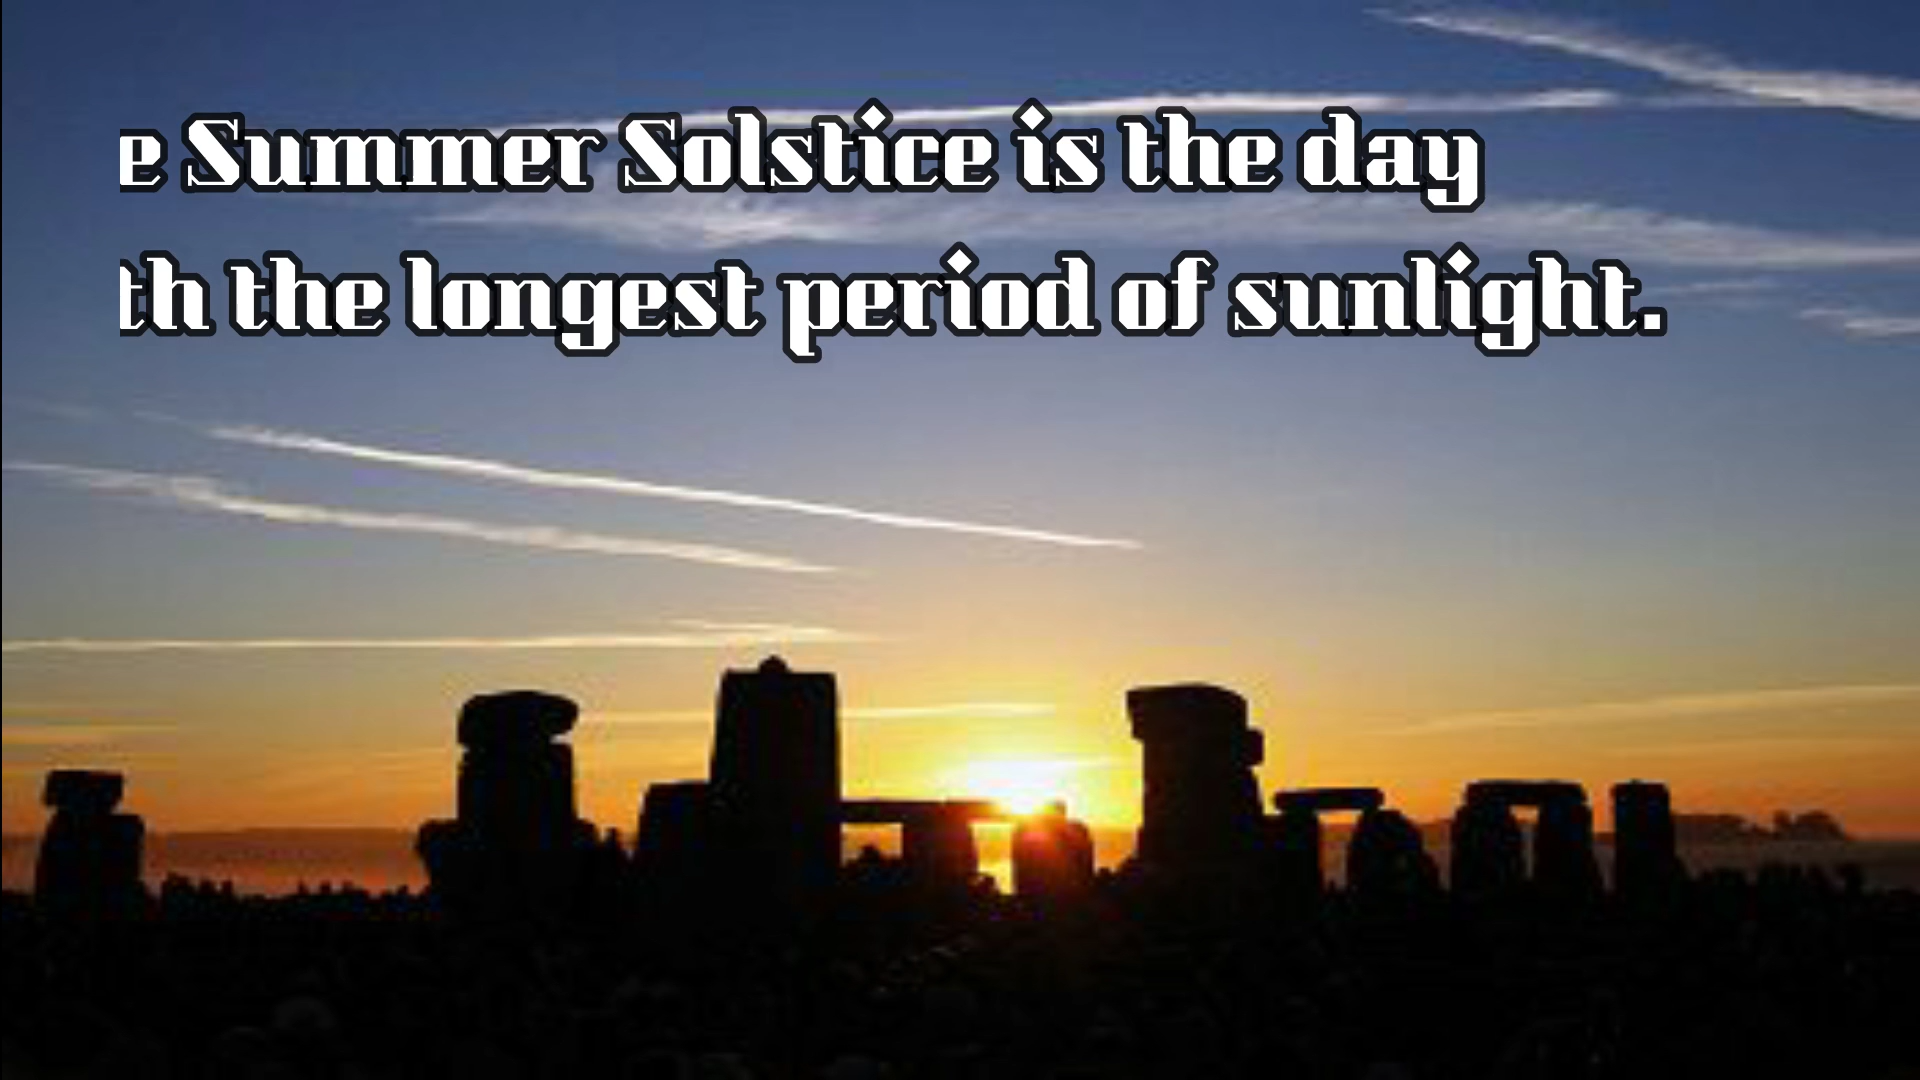 e Summer Solstice is the day
th the longest period of sunlight.